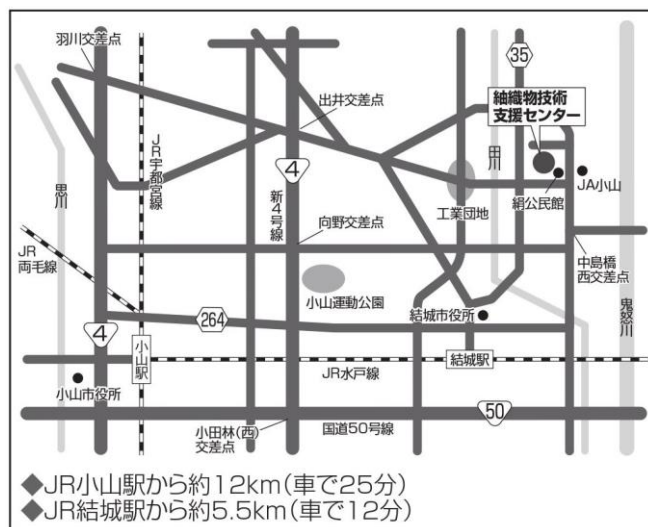 羽川交差点
35
紬織物技術
支援センター
出井交差点
JR宇都宮線
4
新4号線
思川
田川
JA小山
絹公民館
工業団地
向野交差点
JR
両毛線
中島橋
西交差点
小山運動公園
264
結城市役所
鬼怒川
4
小山駅
結城駅
JR水戸線
小山市役所
50
小田林(西)
交差点
国道50号線
◆JR小山駅から約12km(車で25分)
◆JR結城駅から約5.5km(車で12分)